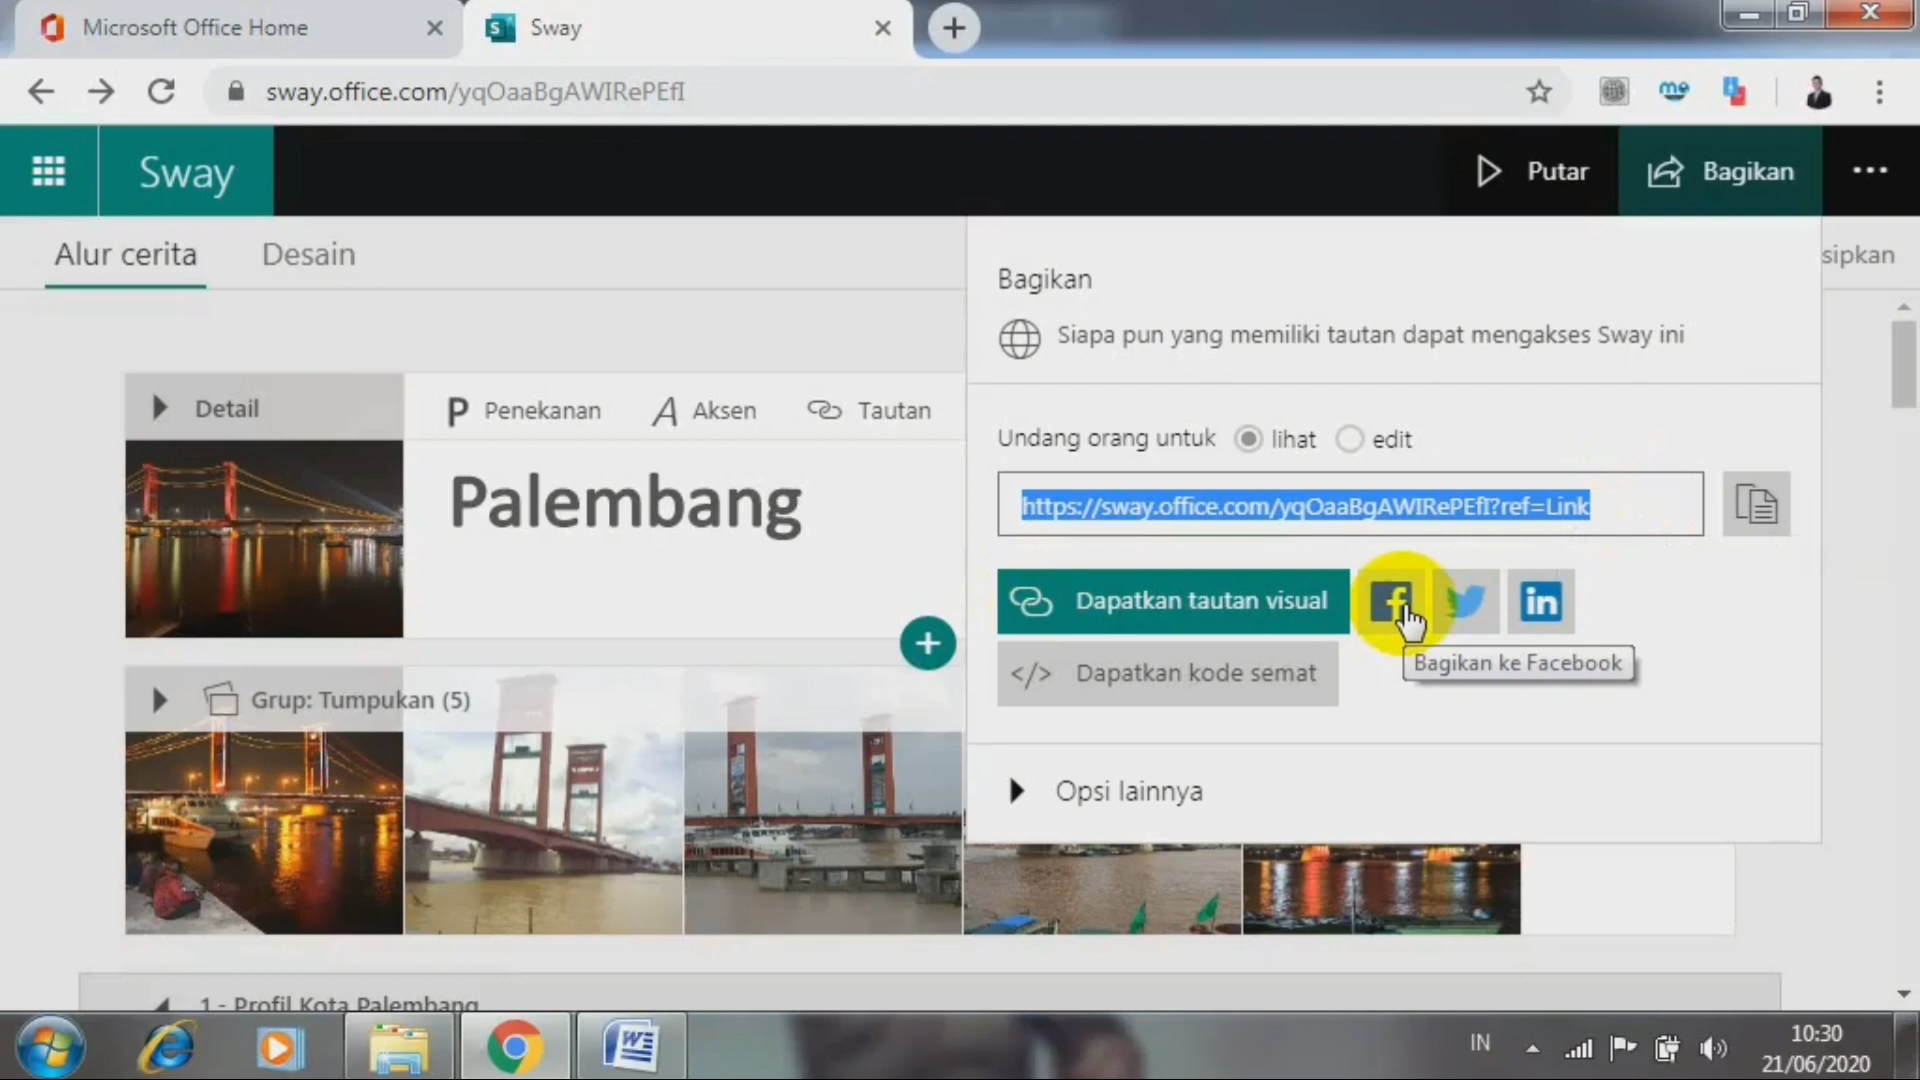 Microsoft Office Home
Sway
sway.office.com/yqOaaBgAWIRePEfI
Sway
Putar
Bagikan
Alur cerita
Desain
sipkan
Bagikan
Siapa pun yang memiliki tautan dapat mengakses Sway ini
Detail
Penekanan
Aksen
Tautan
Undang orang untuk
lihat
edit
Palembang
https://sway.office.com/yqOaaBgAWIRePEfI?ref=Link
Dapatkan tautan visual
Bagikan ke Facebook
Dapatkan kode semat
Grup: Tumpukan (5)
Opsi lainnya
1 - Profil Kota Palembang
IN
10:30
21/06/2020